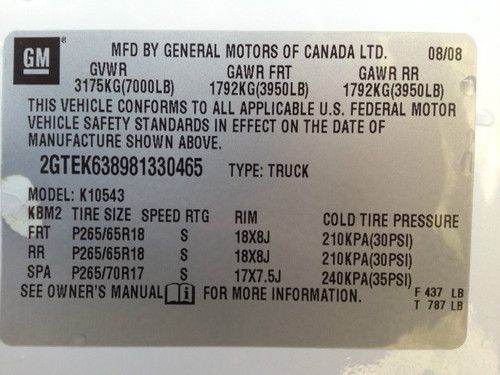 GM ® MFD BY GENERAL MOTORS OF CANADA LTD. 08/08
GVWR GAWR FRT GAWR RR
3175KG(7000LB) 1792KG(3950LB) 1792KG(3950LB)
THIS VEHICLE CONFORMS TO ALL APPLICABLE U.S. FEDERAL MOTOR
VEHICLE SAFETY STANDARDS IN EFFECT ON THE DATE OF
MANUFACTURE SHOWN ABOVE.
2GTEK638981330465 TYPE: TRUCK
MODEL: K10543
KBM2 TIRE SIZE SPEED RTG RIM COLD TIRE PRESSURE
FRT P265/65R18 S 18X8J 210KPA(30PSI)
RR P265/65R18 S 18X8J 210KPA(30PSI)
SPA P265/70R17 S 17X7.5J 240KPA(35PSI)
SEE OWNER'S MANUAL i FOR MORE INFORMATION. F 437 LB
T 787 LB